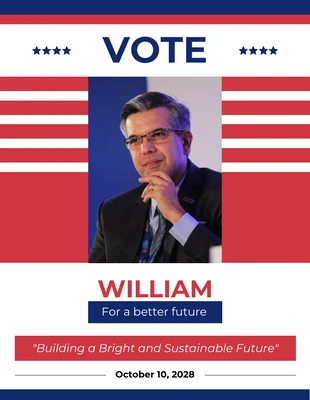 VOTE
WILLIAM
For a better future
"Building a Bright and Sustainable Future"
October 10, 2028